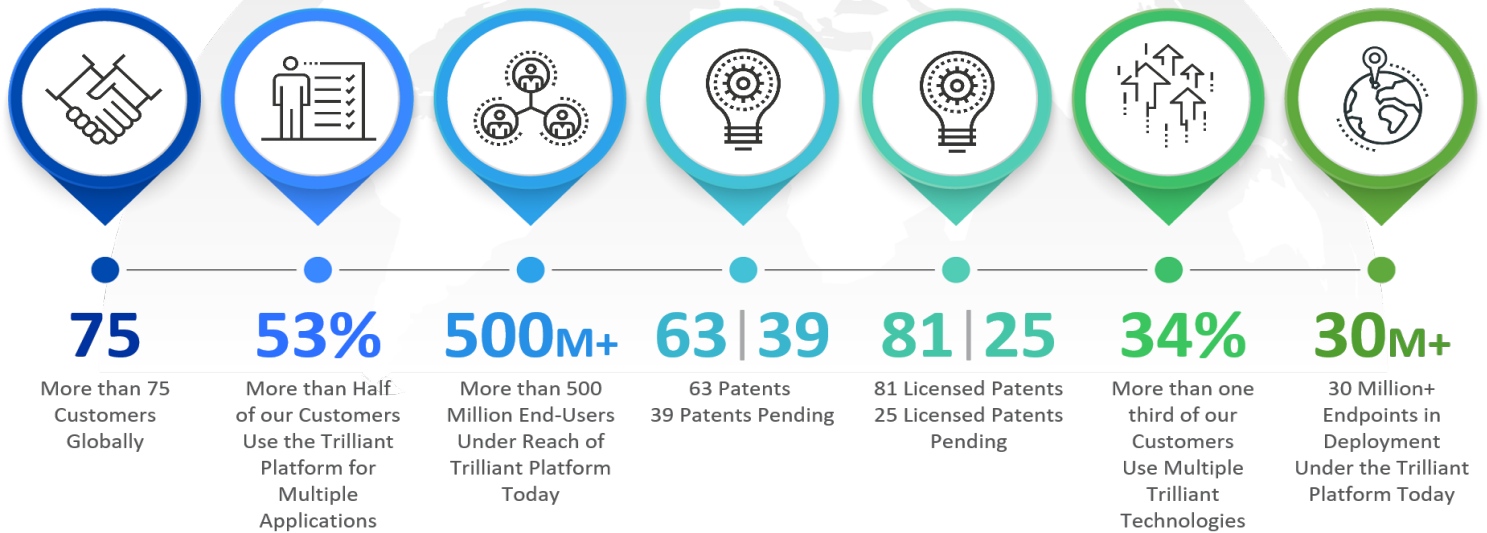 75
More than 75
Customers
Globally
53%
More than Half
of our Customers
Use the Trilliant
Platform for
Multiple
Applications
500M+
More than 500
Million End-Users
Under Reach of
Trilliant Platform
Today
63|39
63 Patents
39 Patents Pending
81|25
81 Licensed Patents
25 Licensed Patents
Pending
34%
More than one
third of our
Customers
Use Multiple
Trilliant
Technologies
30M+
30 Million+
Endpoints in
Deployment
Under the Trilliant
Platform Today